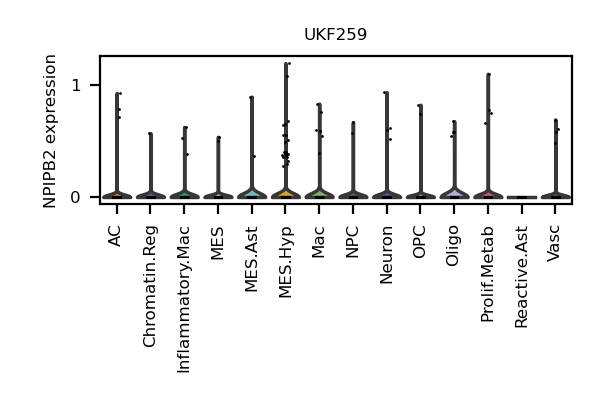 UKF259
NPIPB2 expression
1
0
AC
Chromatin.Reg
Inflammatory.Mac
MES
MES.Ast
MES.Hyp
Mac
NPC
Neuron
OPC
Oligo
Prolif.Metab
Reactive.Ast
Vasc